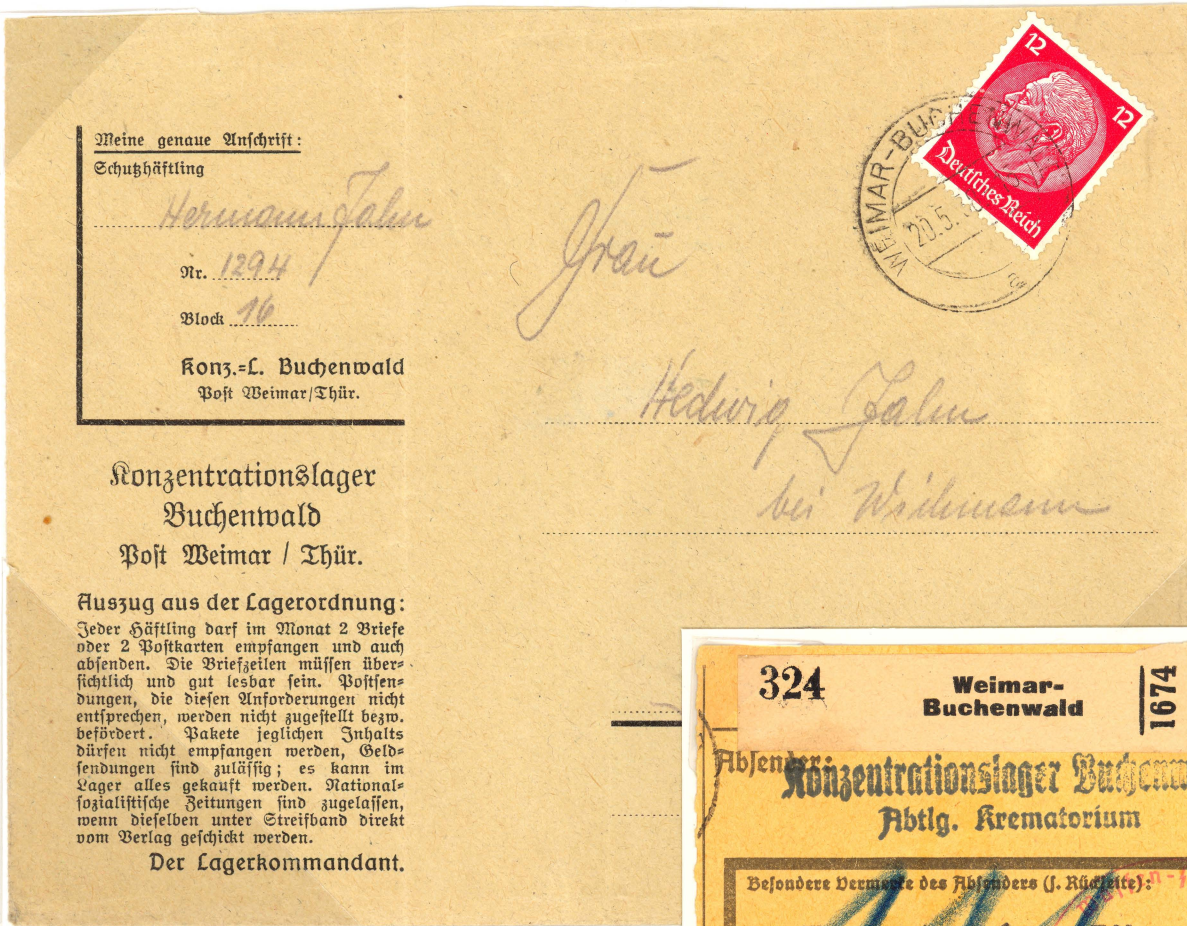 Meine genaue Anschrift:
Schutzhäftling
Hermann Jahn
Nr. 1294
Block 16
Konz.=L. Buchenwald
Post Weimar/Thür.
Konzentrationslager
Buchenwald
Post Weimar / Thür.
Auszug aus der Lagerordnung:
Jeder Häftling darf im Monat 2 Briefe
oder 2 Postkarten empfangen und auch
absenden. Die Briefzeilen müssen über=
sichtlich und gut lesbar sein. Postsen=
dungen, die diesen Anforderungen nicht
entsprechen, werden nicht zugestellt bezw.
befördert. Pakete jeglichen Inhalts
dürfen nicht empfangen werden, Geld=
sendungen sind zulässig; es kann im
Lager alles gekauft werden. National=
sozialistische Zeitungen sind zugelassen,
wenn dieselben unter Streifband direkt
vom Verlag geschickt werden.
Der Lagerkommandant.
12
12
Deutsches Reich
WEIMAR-BUCHENWALD
20.5.
Frau
Hedwig Jahn
bei Wichmann
324
Weimar-
Buchenwald
1674
Absender:
Konzentrationslager Buchenw
Abtlg. Krematorium
Besondere Vermerke des Absenders (s. Rückseite):